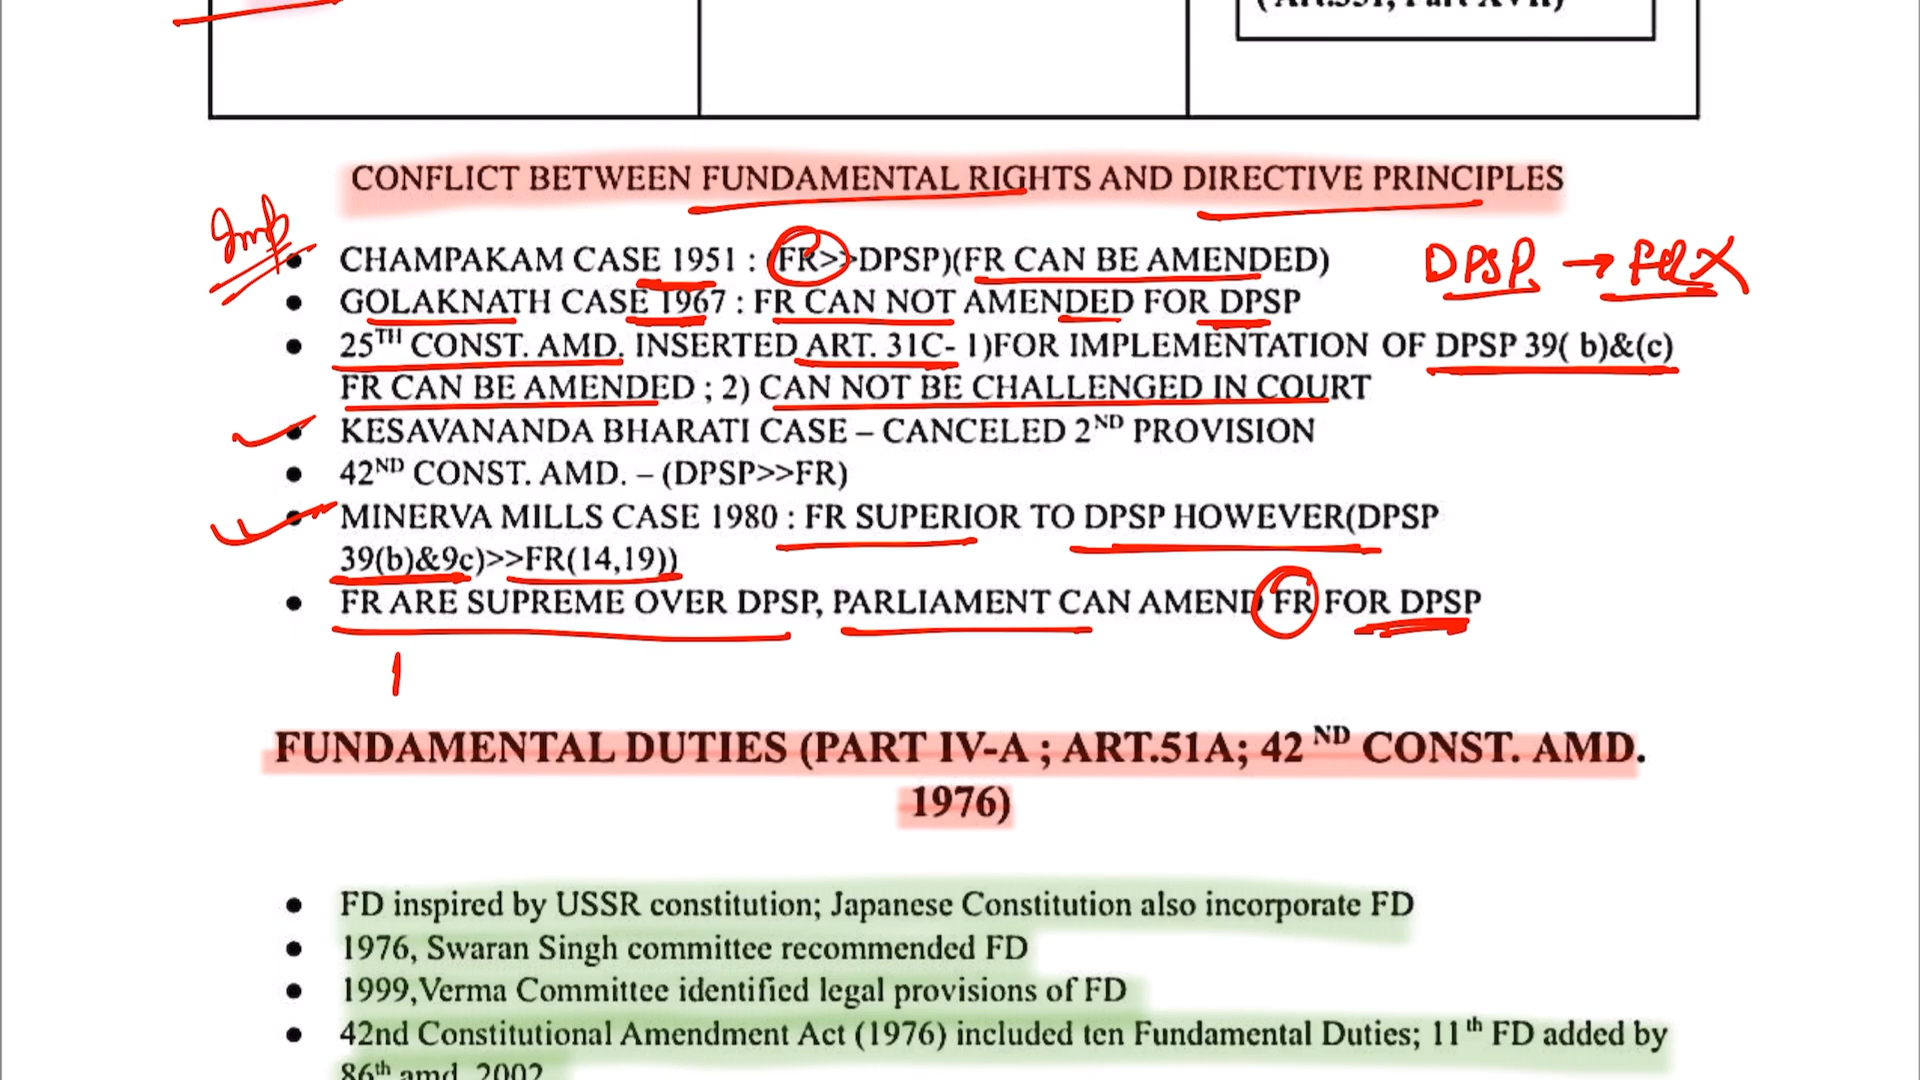 (Art.351, Part XVII)
CONFLICT BETWEEN FUNDAMENTAL RIGHTS AND DIRECTIVE PRINCIPLES
Imp
CHAMPAKAM CASE 1951 : (FR>>DPSP)(FR CAN BE AMENDED)
DPSP → FR X
GOLAKNATH CASE 1967 : FR CAN NOT AMENDED FOR DPSP
25TH CONST. AMD. INSERTED ART. 31C- 1)FOR IMPLEMENTATION OF DPSP 39( b)&(c)
FR CAN BE AMENDED ; 2) CAN NOT BE CHALLENGED IN COURT
KESAVANANDA BHARATI CASE – CANCELED 2ND PROVISION
42ND CONST. AMD. – (DPSP>>FR)
MINERVA MILLS CASE 1980 : FR SUPERIOR TO DPSP HOWEVER(DPSP
39(b)&9c)>>FR(14,19))
FR ARE SUPREME OVER DPSP, PARLIAMENT CAN AMEND FR FOR DPSP
FUNDAMENTAL DUTIES (PART IV-A ; ART.51A; 42 ND CONST. AMD.
1976)
FD inspired by USSR constitution; Japanese Constitution also incorporate FD
1976, Swaran Singh committee recommended FD
1999,Verma Committee identified legal provisions of FD
42nd Constitutional Amendment Act (1976) included ten Fundamental Duties; 11th FD added by
86th amd. 2002